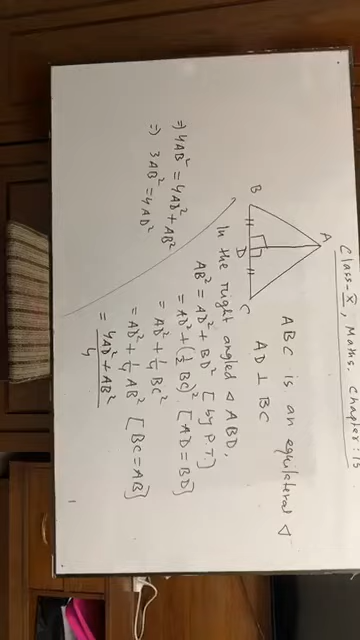 Class-X, Maths. Chapter: 15
A
B
D
C
ABC is an equilateral Δ
AD ⊥ BC
In the right angled Δ ABD,
AB² = AD² + BD² [by P.T.]
= AD² + (1/2 BC)² [AD = BD]
= AD² + 1/4 BC²
= AD² + 1/4 AB² [BC = AB]
= (4AD² + AB²)/4
=) 4AB² = 4AD² + AB²
=) 3AB² = 4AD²